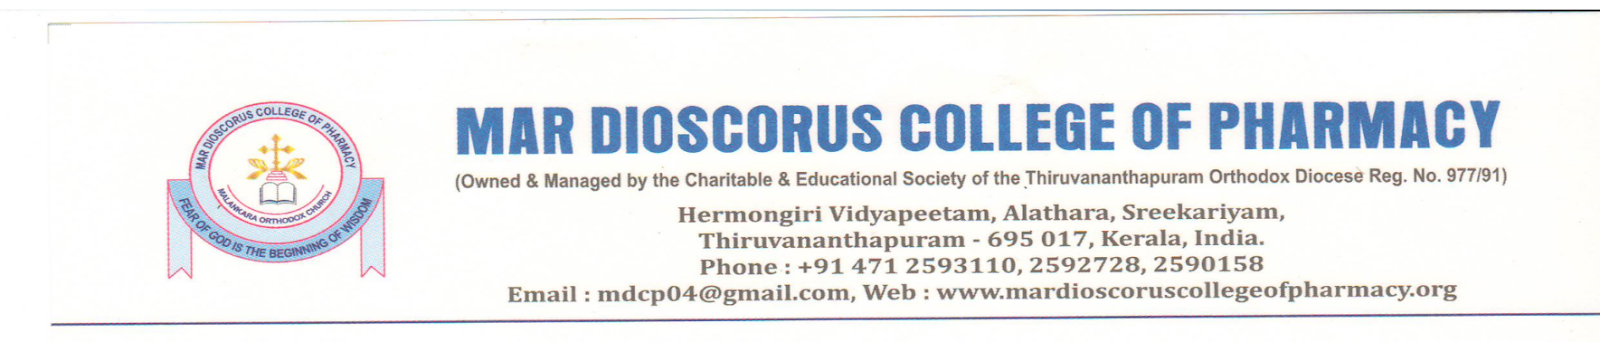 MAR DIOSCORUS COLLEGE OF PHARMACY
MALANKARA ORTHODOX CHURCH
FEAR OF GOD IS THE BEGINNING OF WISDOM
MAR DIOSCORUS COLLEGE OF PHARMACY
(Owned & Managed by the Charitable & Educational Society of the Thiruvananthapuram Orthodox Diocese Reg. No. 977/91)
Hermongiri Vidyapeetam, Alathara, Sreekariyam,
Thiruvananthapuram - 695 017, Kerala, India.
Phone : +91 471 2593110, 2592728, 2590158
Email : mdcp04@gmail.com, Web : www.mardioscoruscollegeofpharmacy.org